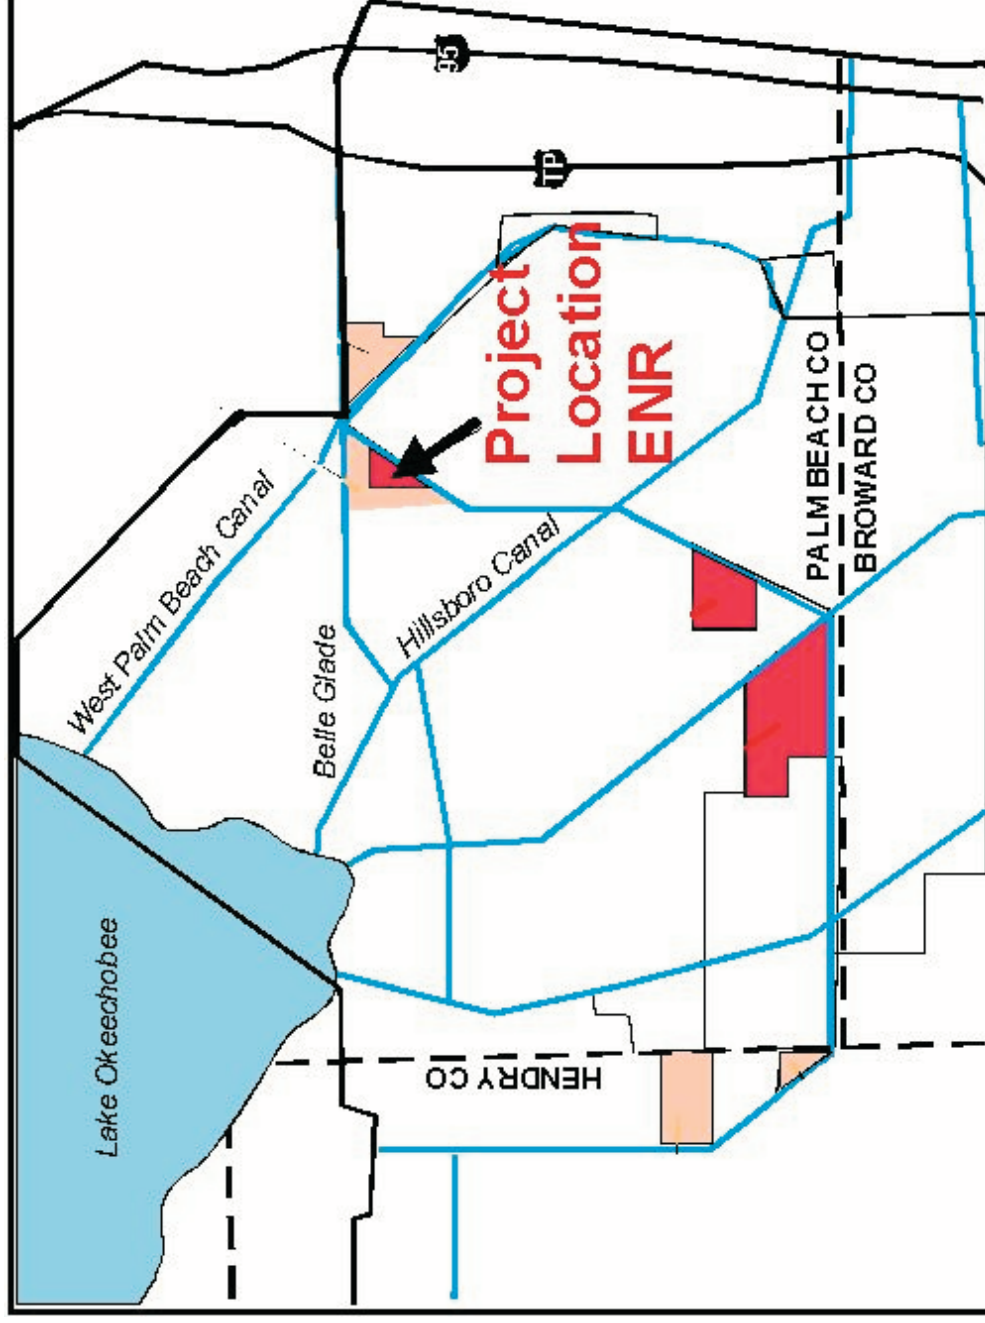 Lake Okeechobee
West Palm Beach Canal
Belle Glade
Hillsboro Canal
95
TP
Project
Location
ENR
PALM BEACH CO
BROWARD CO
HENDRY CO